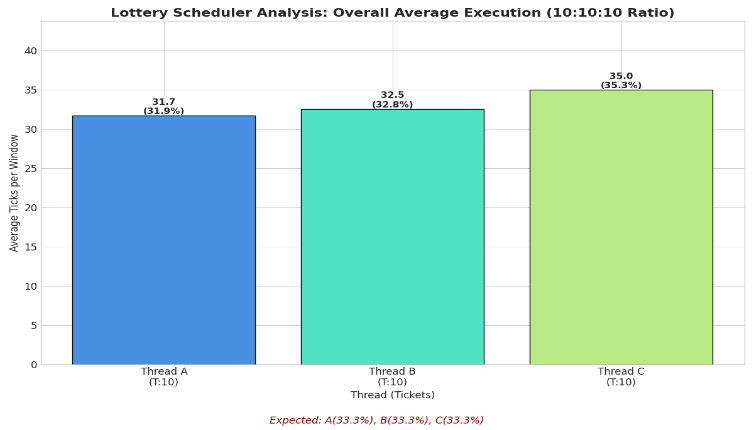 Lottery Scheduler Analysis: Overall Average Execution (10:10:10 Ratio)
Average Ticks per Window
40
35
30
25
20
15
10
5
0
31.7
(31.9%)
32.5
(32.8%)
35.0
(35.3%)
Thread A
(T:10)
Thread B
(T:10)
Thread C
(T:10)
Thread (Tickets)
Expected: A(33.3%), B(33.3%), C(33.3%)